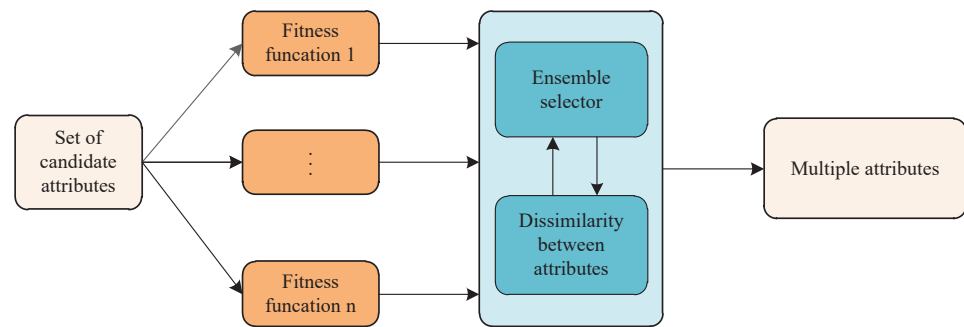 Set of
candidate
attributes
Fitness
funcation 1
⋮
Fitness
funcation n
Ensemble
selector
Dissimilarity
between
attributes
Multiple attributes